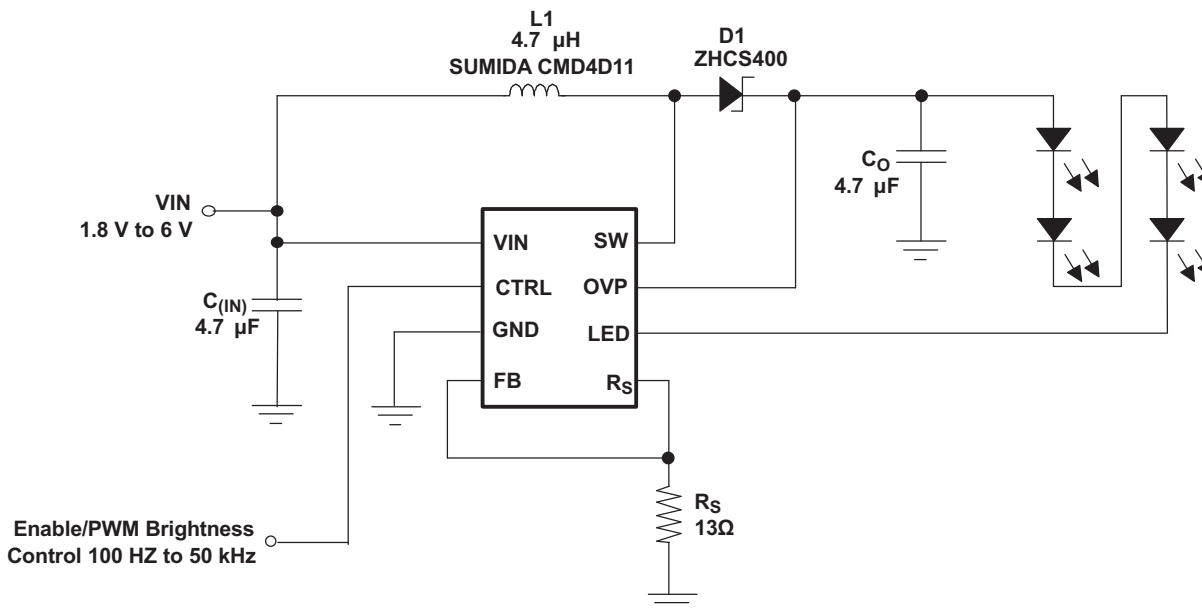 L1
4.7 µH
SUMIDA CMD4D11
D1
ZHCS400
CO
4.7 µF
VIN
1.8 V to 6 V
C(IN)
4.7 µF
VIN
SW
CTRL
OVP
GND
LED
FB
RS
RS
13Ω
Enable/PWM Brightness
Control 100 HZ to 50 kHz